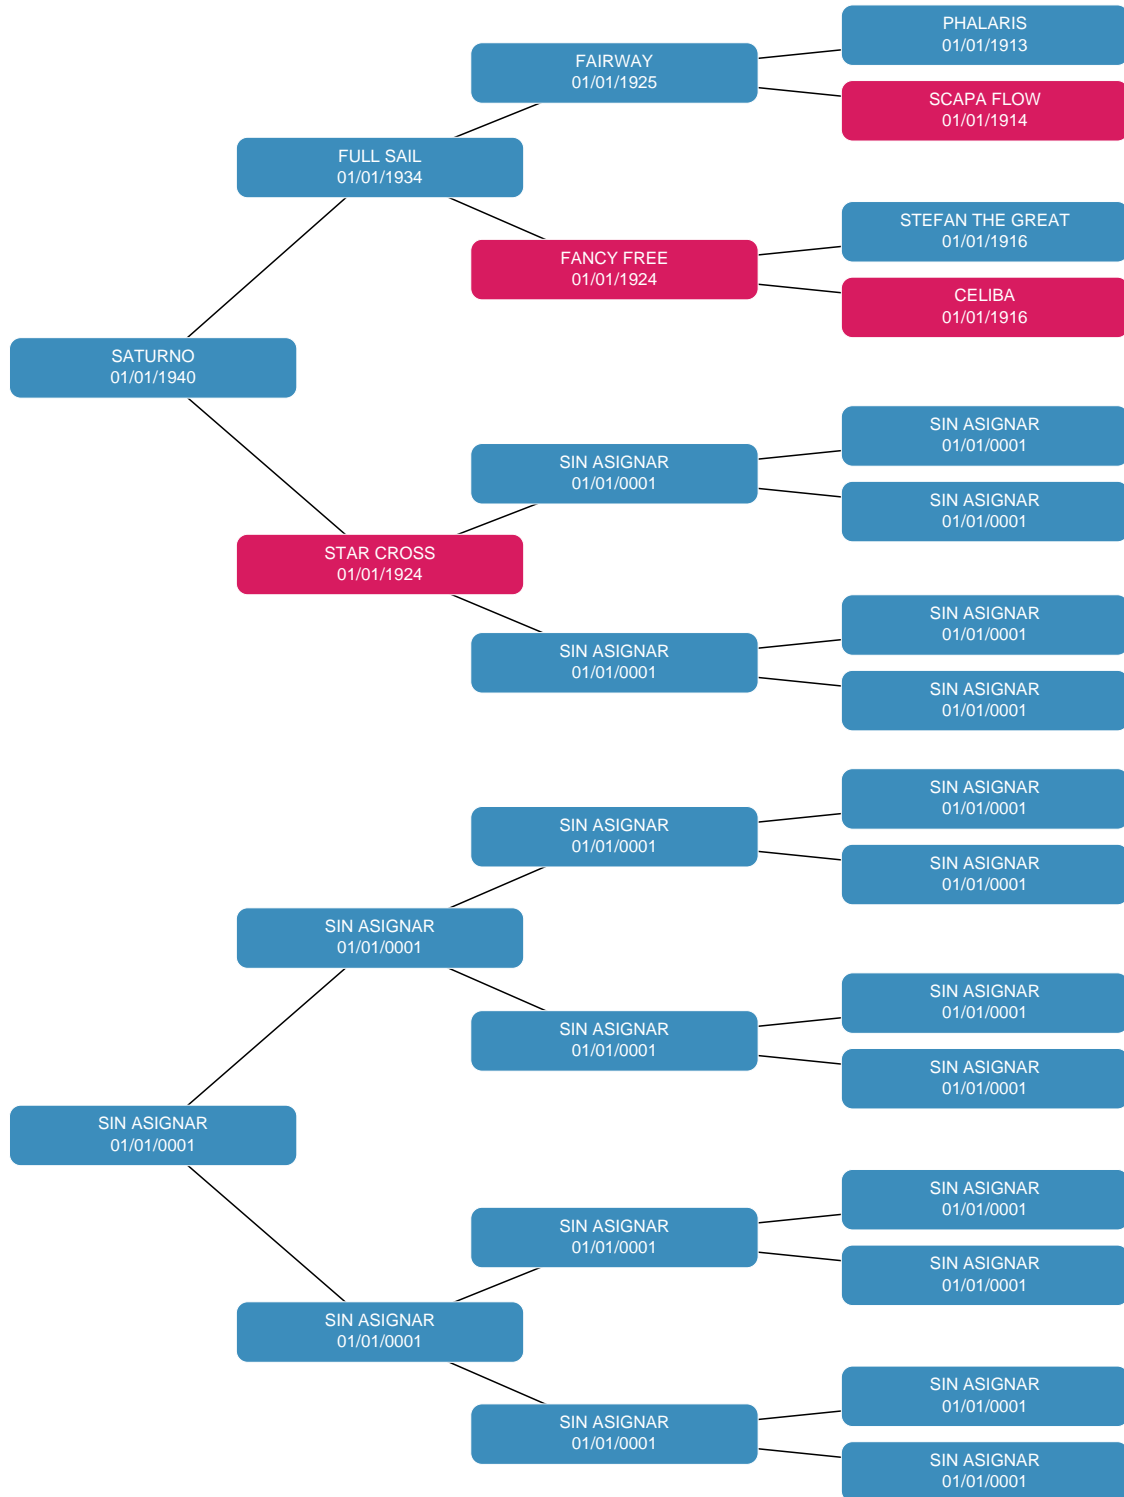 PHALARIS
01/01/1913
FAIRWAY
01/01/1925
SCAPA FLOW
01/01/1914
FULL SAIL
01/01/1934
STEFAN THE GREAT
01/01/1916
FANCY FREE
01/01/1924
CELIBA
01/01/1916
SATURNO
01/01/1940
SIN ASIGNAR
01/01/0001
SIN ASIGNAR
01/01/0001
SIN ASIGNAR
01/01/0001
STAR CROSS
01/01/1924
SIN ASIGNAR
01/01/0001
SIN ASIGNAR
01/01/0001
SIN ASIGNAR
01/01/0001
SIN ASIGNAR
01/01/0001
SIN ASIGNAR
01/01/0001
SIN ASIGNAR
01/01/0001
SIN ASIGNAR
01/01/0001
SIN ASIGNAR
01/01/0001
SIN ASIGNAR
01/01/0001
SIN ASIGNAR
01/01/0001
SIN ASIGNAR
01/01/0001
SIN ASIGNAR
01/01/0001
SIN ASIGNAR
01/01/0001
SIN ASIGNAR
01/01/0001
SIN ASIGNAR
01/01/0001
SIN ASIGNAR
01/01/0001
SIN ASIGNAR
01/01/0001
SIN ASIGNAR
01/01/0001